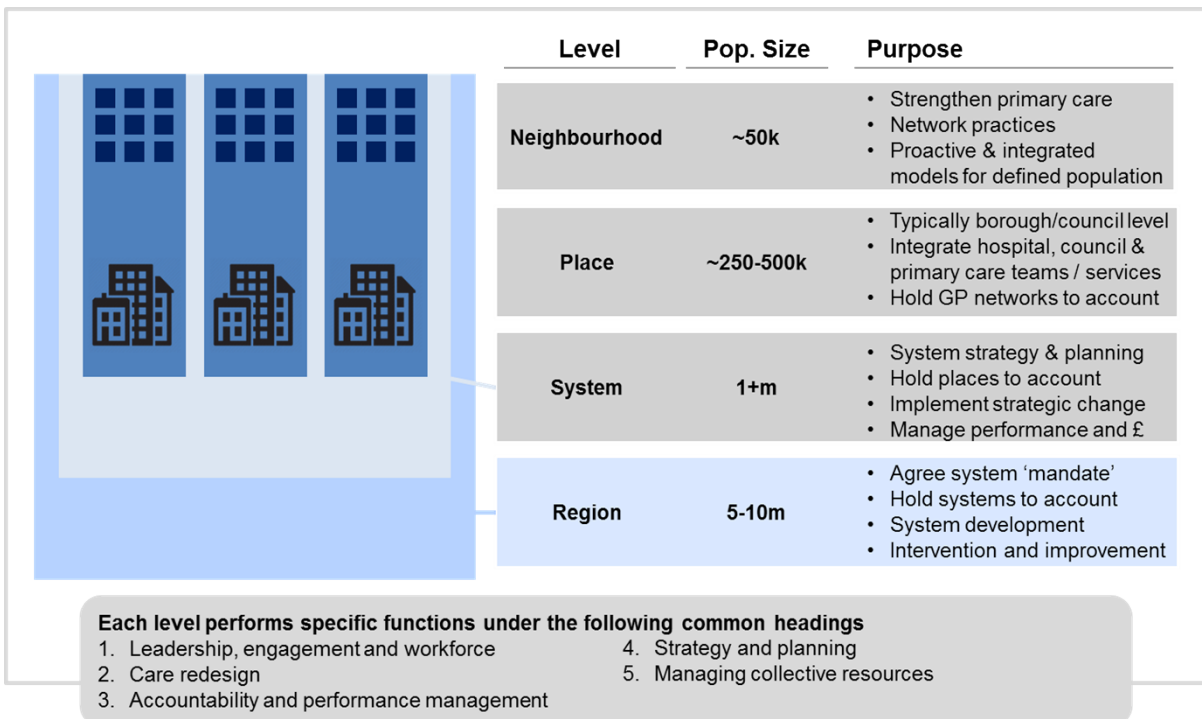 Level Pop. Size Purpose
Neighbourhood ~50k
• Strengthen primary care
• Network practices
• Proactive & integrated
models for defined population
Place ~250-500k
• Typically borough/council level
• Integrate hospital, council &
primary care teams / services
• Hold GP networks to account
System 1+m
• System strategy & planning
• Hold places to account
• Implement strategic change
• Manage performance and £
Region 5-10m
• Agree system ‘mandate’
• Hold systems to account
• System development
• Intervention and improvement
Each level performs specific functions under the following common headings
1. Leadership, engagement and workforce
2. Care redesign
3. Accountability and performance management
4. Strategy and planning
5. Managing collective resources